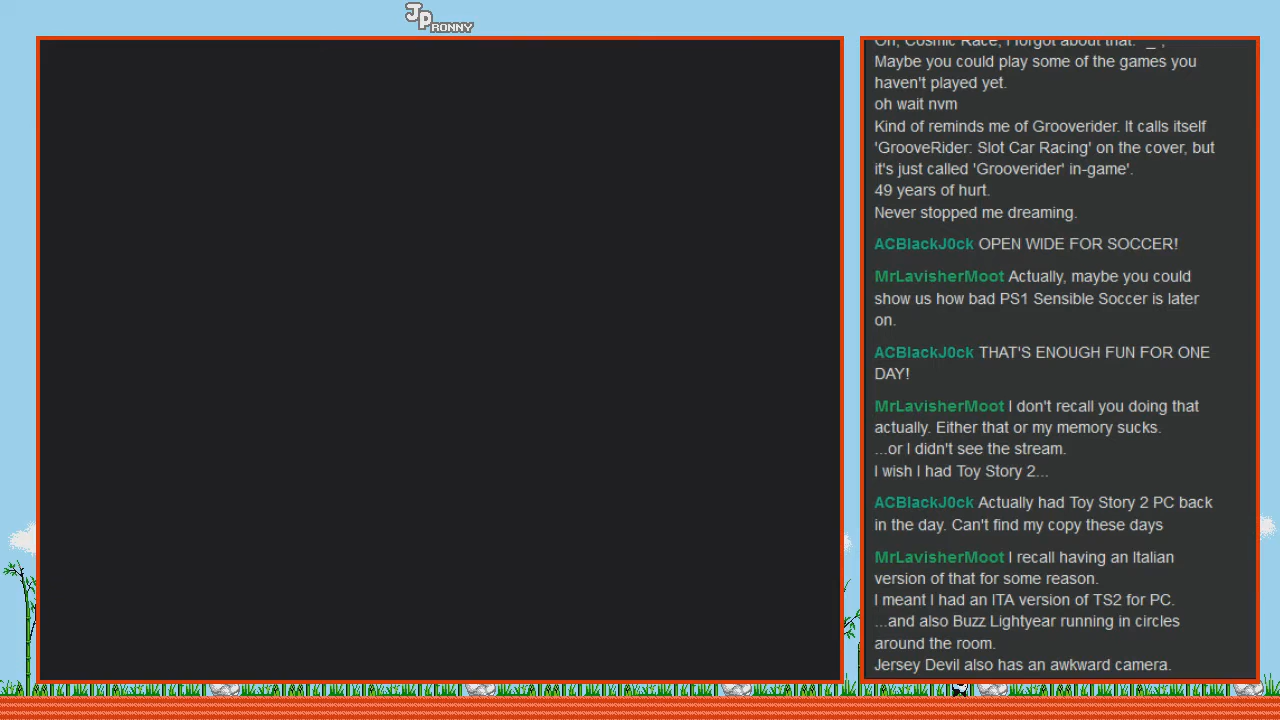 JP
RONNY
Oh, Cosmic Race, I forgot about that. ^_^;
Maybe you could play some of the games you
haven't played yet.
oh wait nvm
Kind of reminds me of Grooverider. It calls itself
'GrooveRider: Slot Car Racing' on the cover, but
it's just called 'Grooverider' in-game'.
49 years of hurt.
Never stopped me dreaming.
ACBlackJ0ck OPEN WIDE FOR SOCCER!
MrLavisherMoot Actually, maybe you could
show us how bad PS1 Sensible Soccer is later
on.
ACBlackJ0ck THAT'S ENOUGH FUN FOR ONE
DAY!
MrLavisherMoot I don't recall you doing that
actually. Either that or my memory sucks.
...or I didn't see the stream.
I wish I had Toy Story 2...
ACBlackJ0ck Actually had Toy Story 2 PC back
in the day. Can't find my copy these days
MrLavisherMoot I recall having an Italian
version of that for some reason.
I meant I had an ITA version of TS2 for PC.
...and also Buzz Lightyear running in circles
around the room.
Jersey Devil also has an awkward camera.